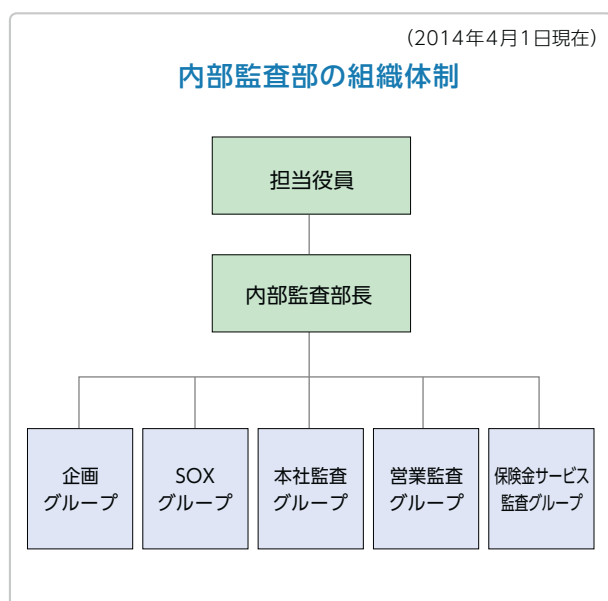 （2014年4月1日現在）
内部監査部の組織体制
担当役員
内部監査部長
企画
グループ
SOX
グループ
本社監査
グループ
営業監査
グループ
保険金サービス
監査グループ